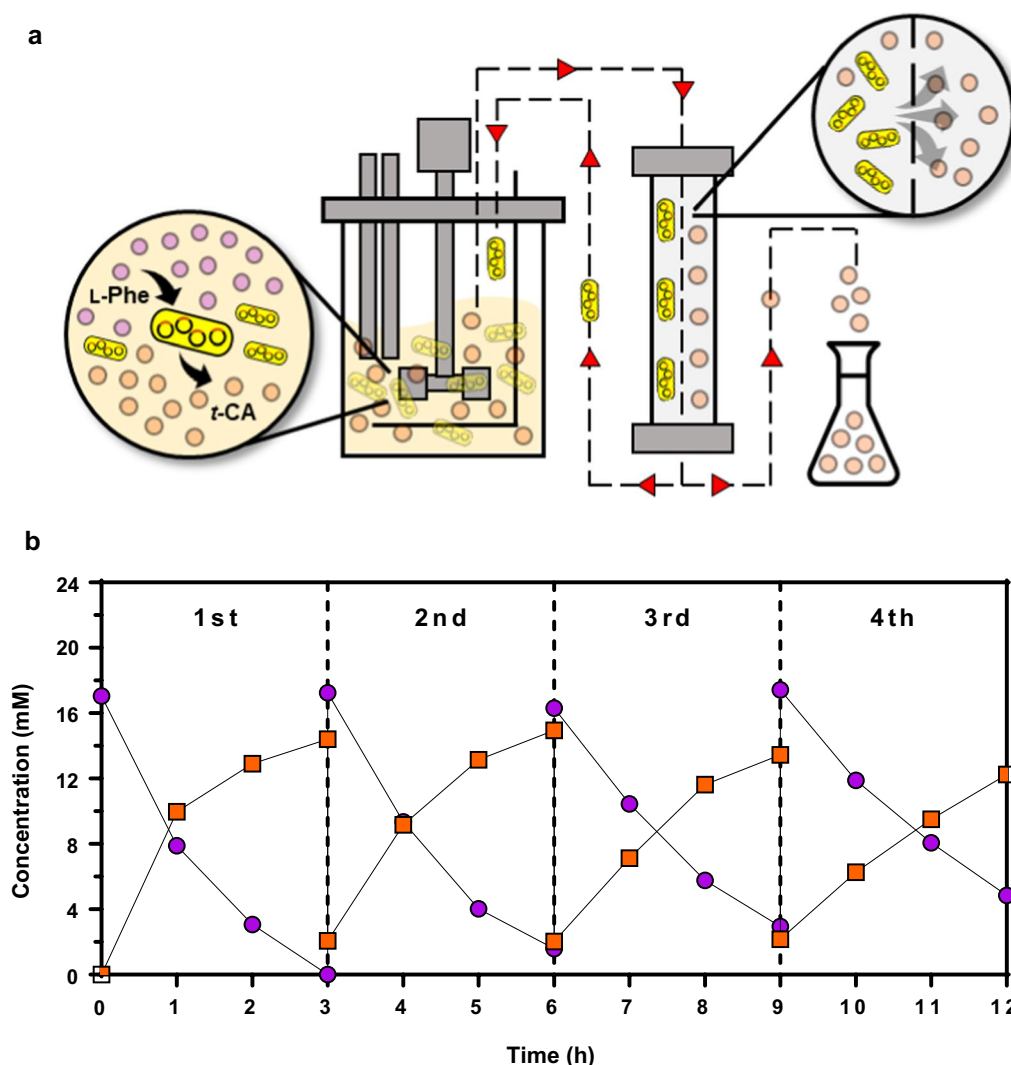 a
L-Phe
t-CA
b
24
20
16
12
8
4
0
Concentration (mM)
1st 2nd 3rd 4th
0 1 2 3 4 5 6 7 8 9 10 11 12
Time (h)